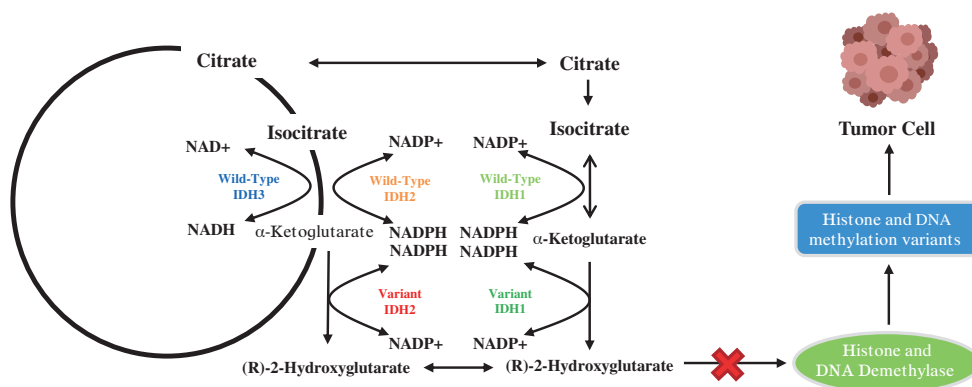 Citrate
Citrate
Isocitrate
Isocitrate
Tumor Cell
NAD+
NADP+
NADP+
Wild-Type
IDH3
Wild-Type
IDH2
Wild-Type
IDH1
NADH
α-Ketoglutarate
NADPH
NADPH
NADPH
NADPH
α-Ketoglutarate
Histone and DNA
methylation variants
Variant
IDH2
Variant
IDH1
NADP+
NADP+
(R)-2-Hydroxyglutarate
(R)-2-Hydroxyglutarate
Histone and
DNA Demethylase